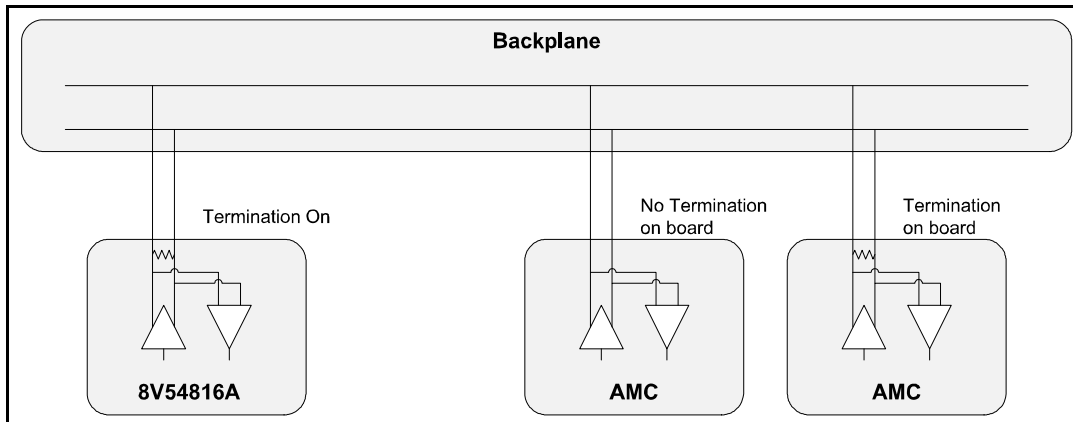 Backplane
Termination On
No Termination
on board
Termination
on board
8V54816A
AMC
AMC